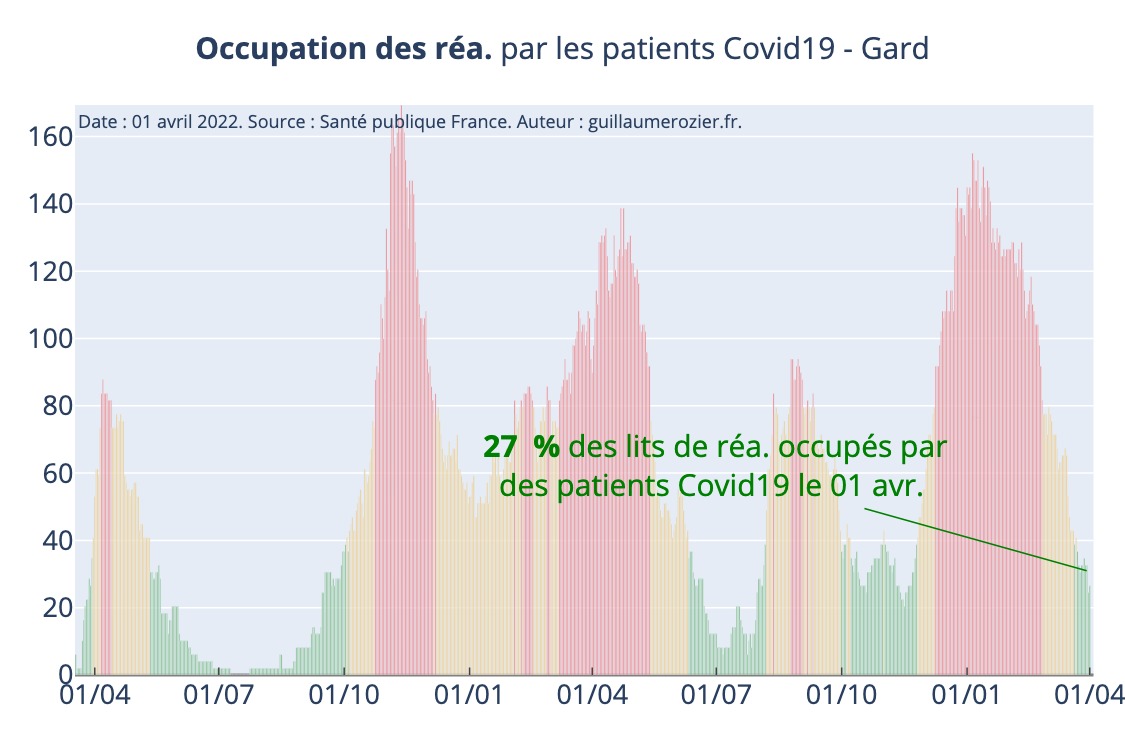 Occupation des réa. par les patients Covid19 - Gard
Date : 01 avril 2022. Source : Santé publique France. Auteur : guillaumerozier.fr.
160
140
120
100
80
60
40
20
0
27 % des lits de réa. occupés par
des patients Covid19 le 01 avr.
01/04 01/07 01/10 01/01 01/04 01/07 01/10 01/01 01/04